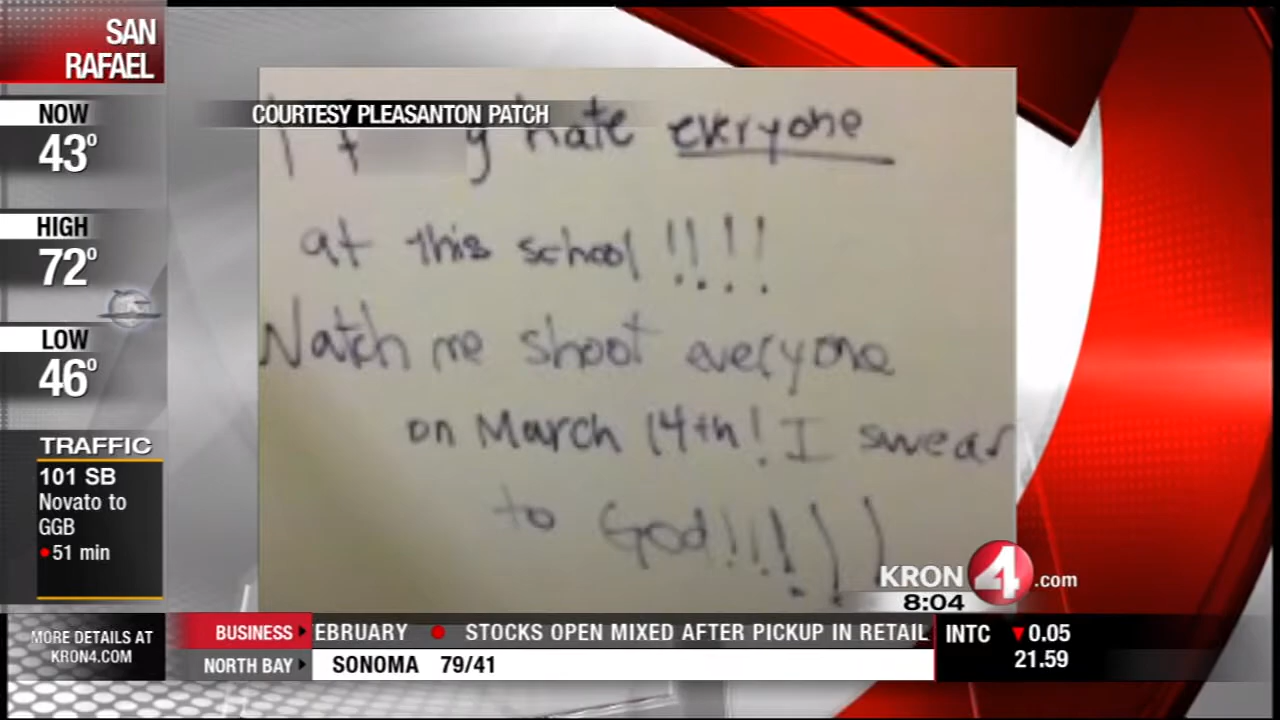 SAN
RAFAEL
NOW
43°
HIGH
72°
LOW
46°
TRAFFIC
101 SB
Novato to
GGB
51 min
MORE DETAILS AT
KRON4.COM
COURTESY PLEASANTON PATCH
I f y hate everyone
at this school !!!!
Watch me shoot everyone
on March 14th! I swear
to God!!!!!
KRON 4.com
8:04
BUSINESS EBRUARY • STOCKS OPEN MIXED AFTER PICKUP IN RETAIL
INTC ▼0.05
21.59
NORTH BAY SONOMA 79/41